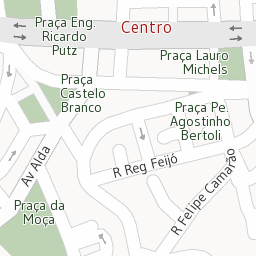 Praça Eng.
Ricardo
Putz
Centro
Praça Lauro
Michels
Praça
Castelo
Branco
Praça Pe.
Agostinho
Bertoli
Av Alda
R Reg Feijó
R Felipe Camarão
Praça da
Moça